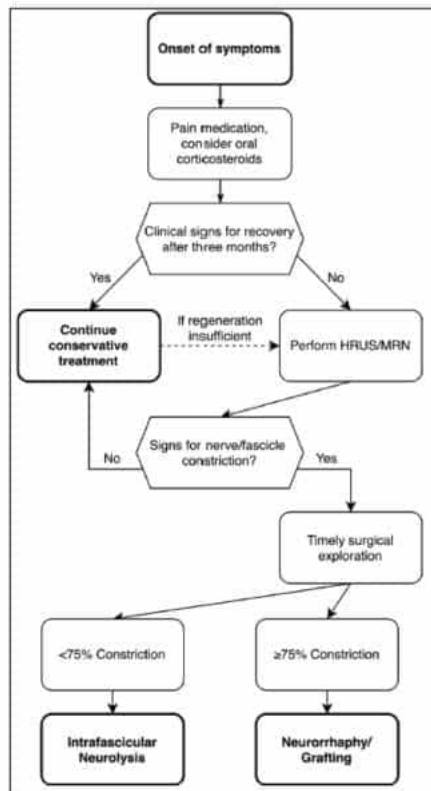 Onset of symptoms
Pain medication,
consider oral
corticosteroids
Clinical signs for recovery
after three months?
Yes
No
Continue
conservative
treatment
If regeneration
insufficient
Perform HRUS/MRN
Signs for nerve/fascicle
constriction?
No
Yes
Timely surgical
exploration
<75% Constriction
≥75% Constriction
Intrafascicular
Neurolysis
Neurorrhaphy/
Grafting